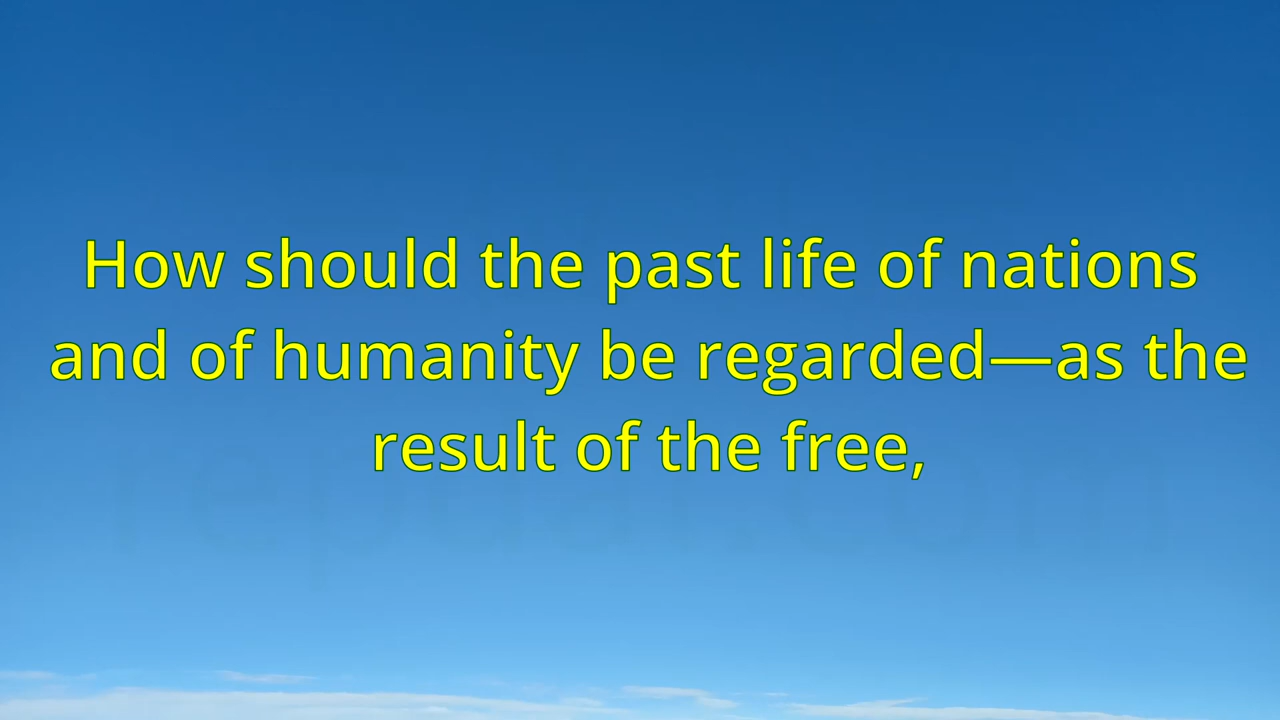 How should the past life of nations
and of humanity be regarded—as the
result of the free,